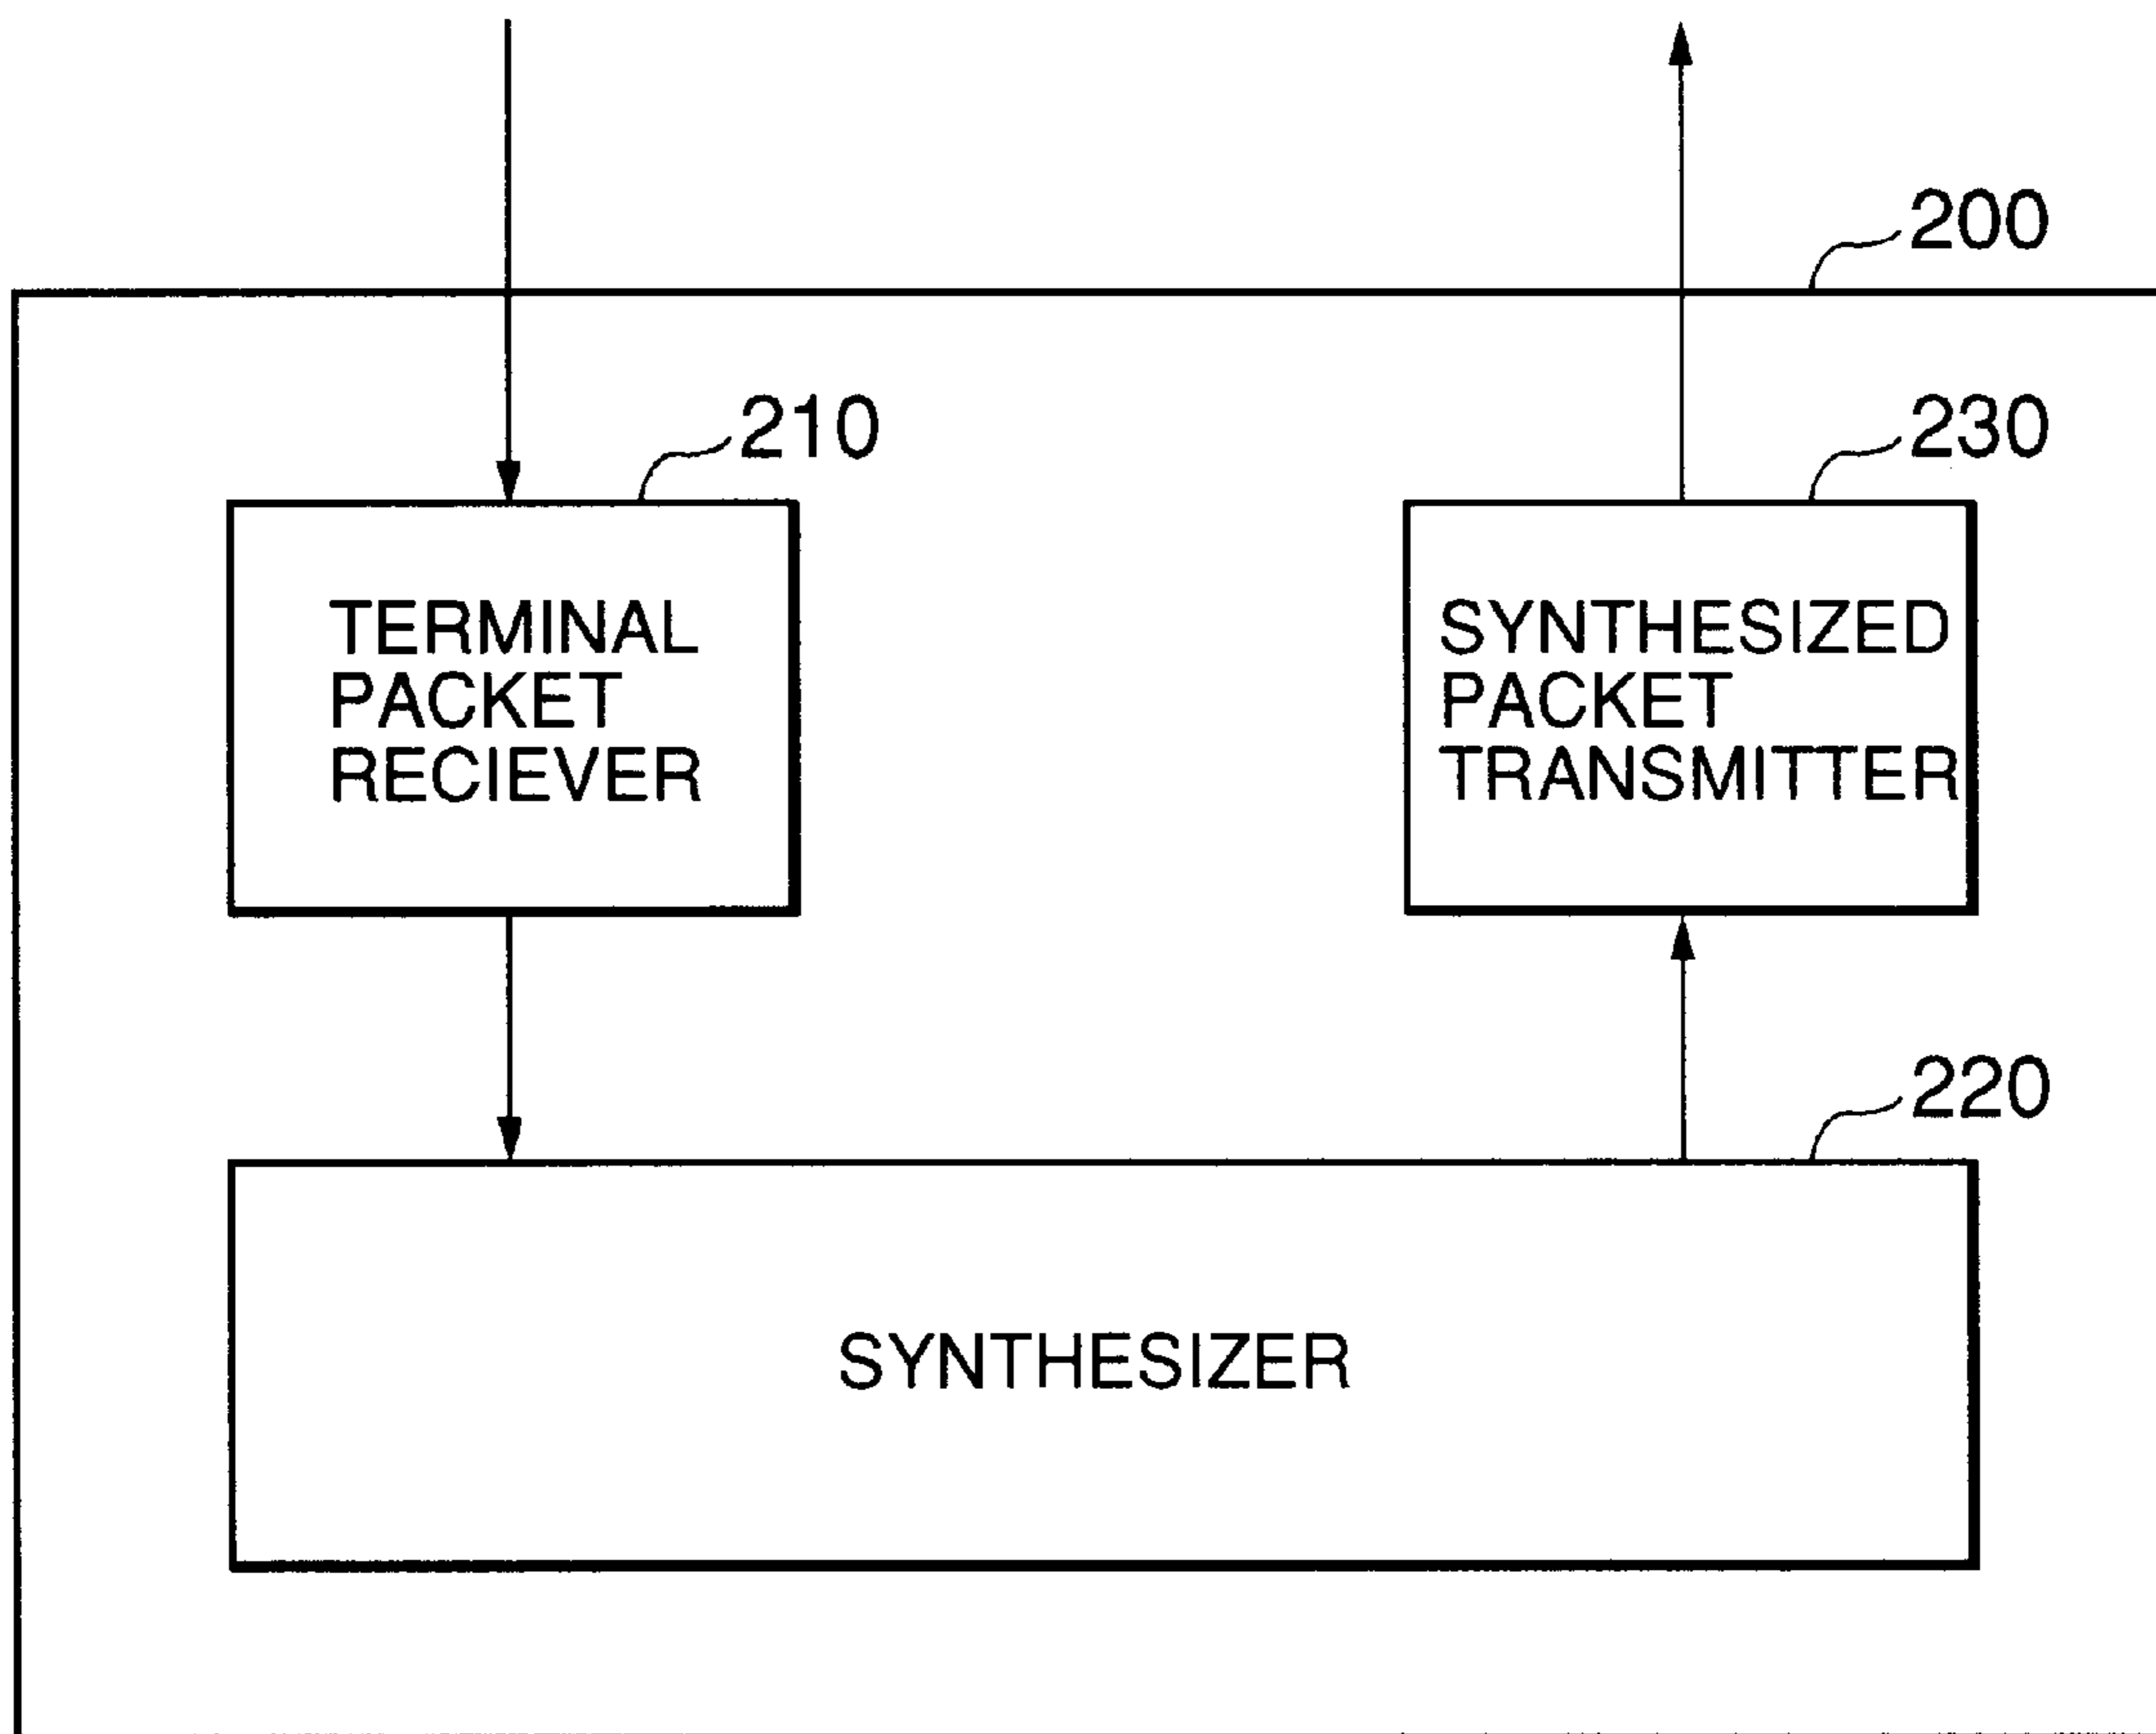 200
210
230
TERMINAL
PACKET
RECIEVER
SYNTHESIZED
PACKET
TRANSMITTER
220
SYNTHESIZER